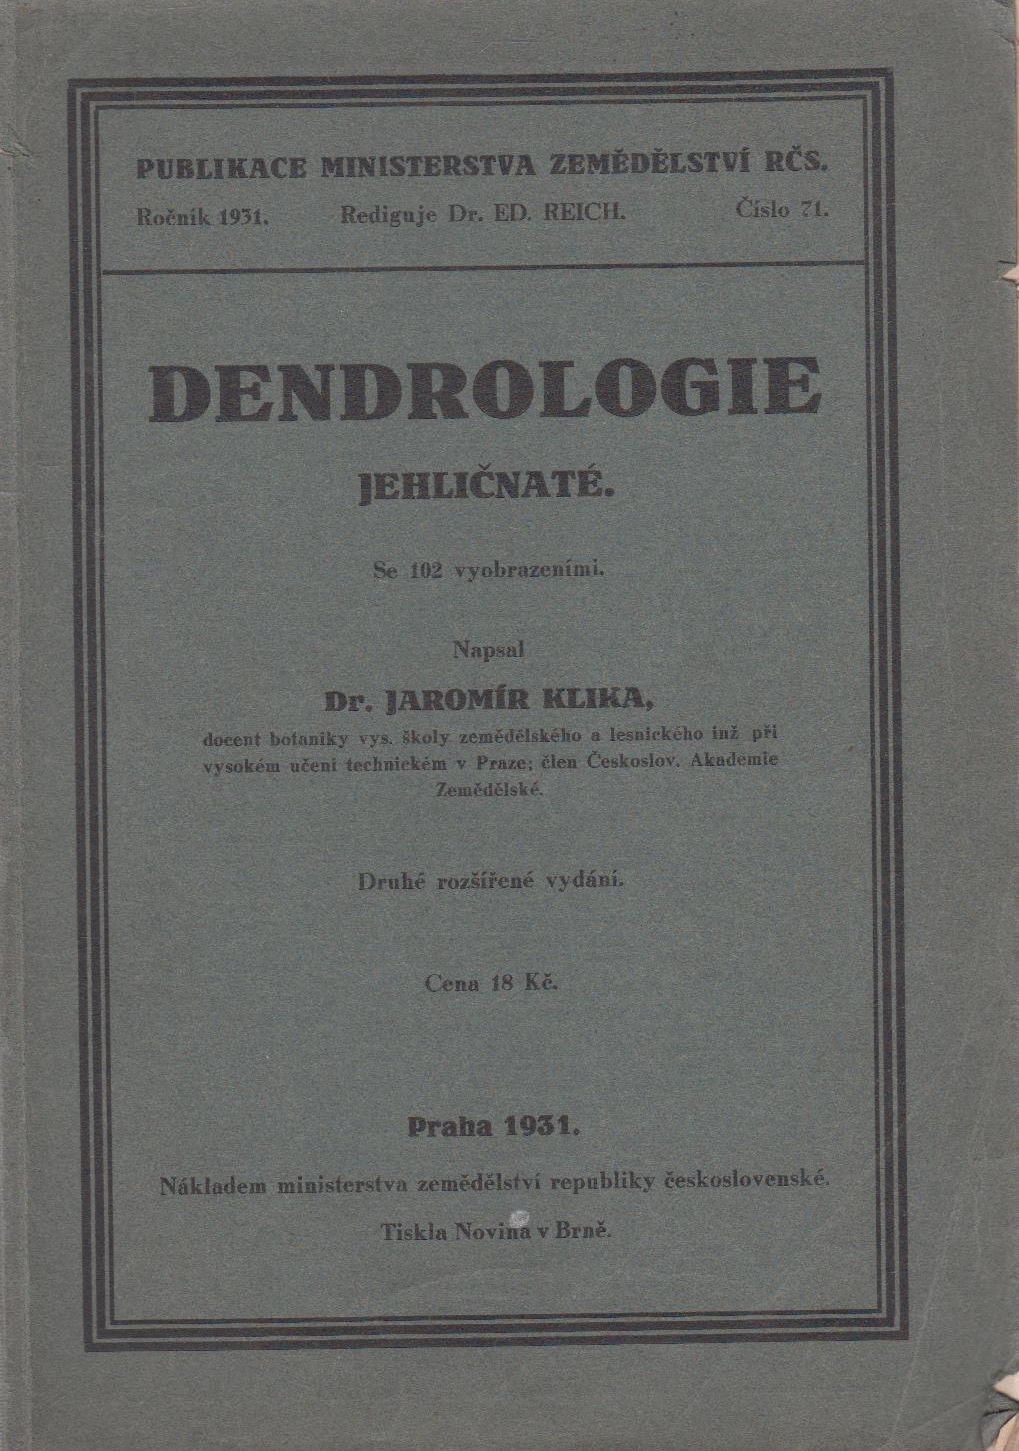 PUBLIKACE MINISTERSTVA ZEMĚDĚLSTVÍ RČS.
Ročník 1931. Rediguje Dr. ED. REICH. Číslo 71.
DENDROLOGIE
JEHLIČNATÉ.
Se 102 vyobrazeními.
Napsal
Dr. JAROMÍR KLIKA,
docent botaniky vys. školy zemědělského a lesnického inž při
vysokém učení technickém v Praze; člen Českoslov. Akademie
Zemědělské.
Druhé rozšířené vydání.
Cena 18 Kč.
Praha 1931.
Nákladem ministerstva zemědělství republiky československé.
Tiskla Novina v Brně.